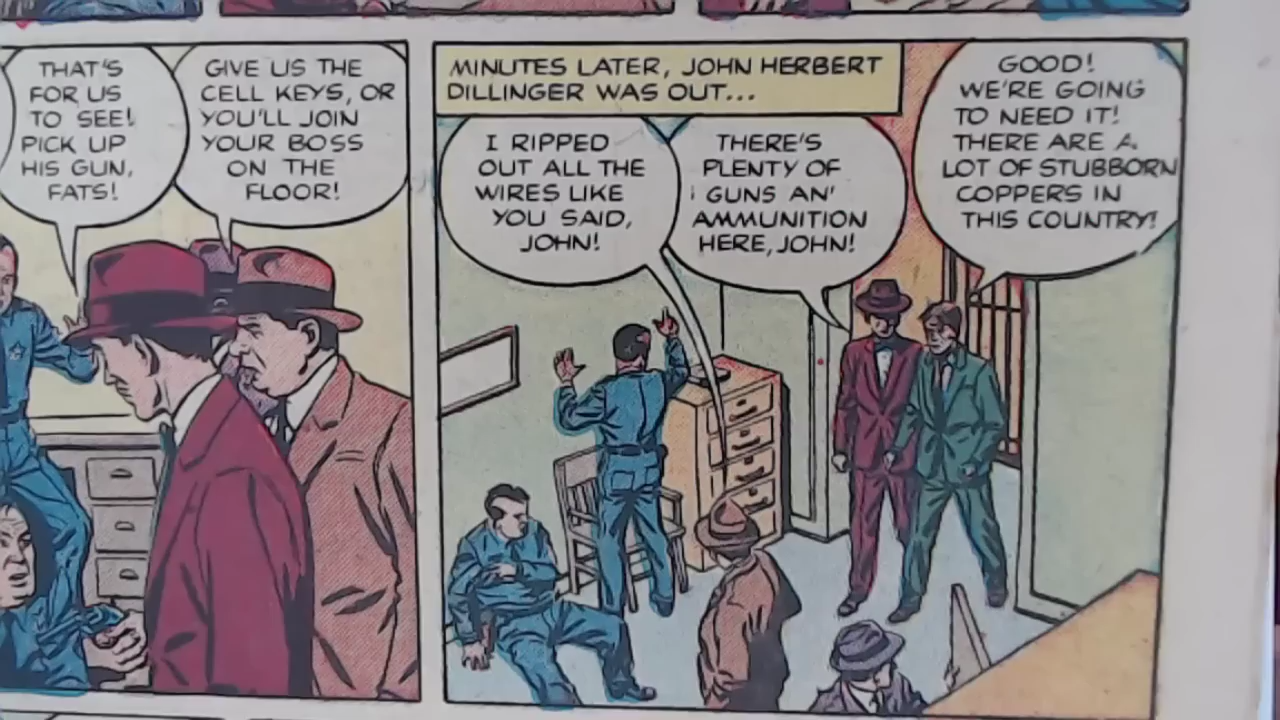 THAT'S
FOR US
TO SEE!
PICK UP
HIS GUN,
FATS!
GIVE US THE
CELL KEYS, OR
YOU'LL JOIN
YOUR BOSS
ON THE
FLOOR!
MINUTES LATER, JOHN HERBERT
DILLINGER WAS OUT...
I RIPPED
OUT ALL THE
WIRES LIKE
YOU SAID,
JOHN!
THERE'S
PLENTY OF
GUNS AN'
AMMUNITION
HERE, JOHN!
GOOD!
WE'RE GOING
TO NEED IT!
THERE ARE A
LOT OF STUBBORN
COPPERS IN
THIS COUNTRY!